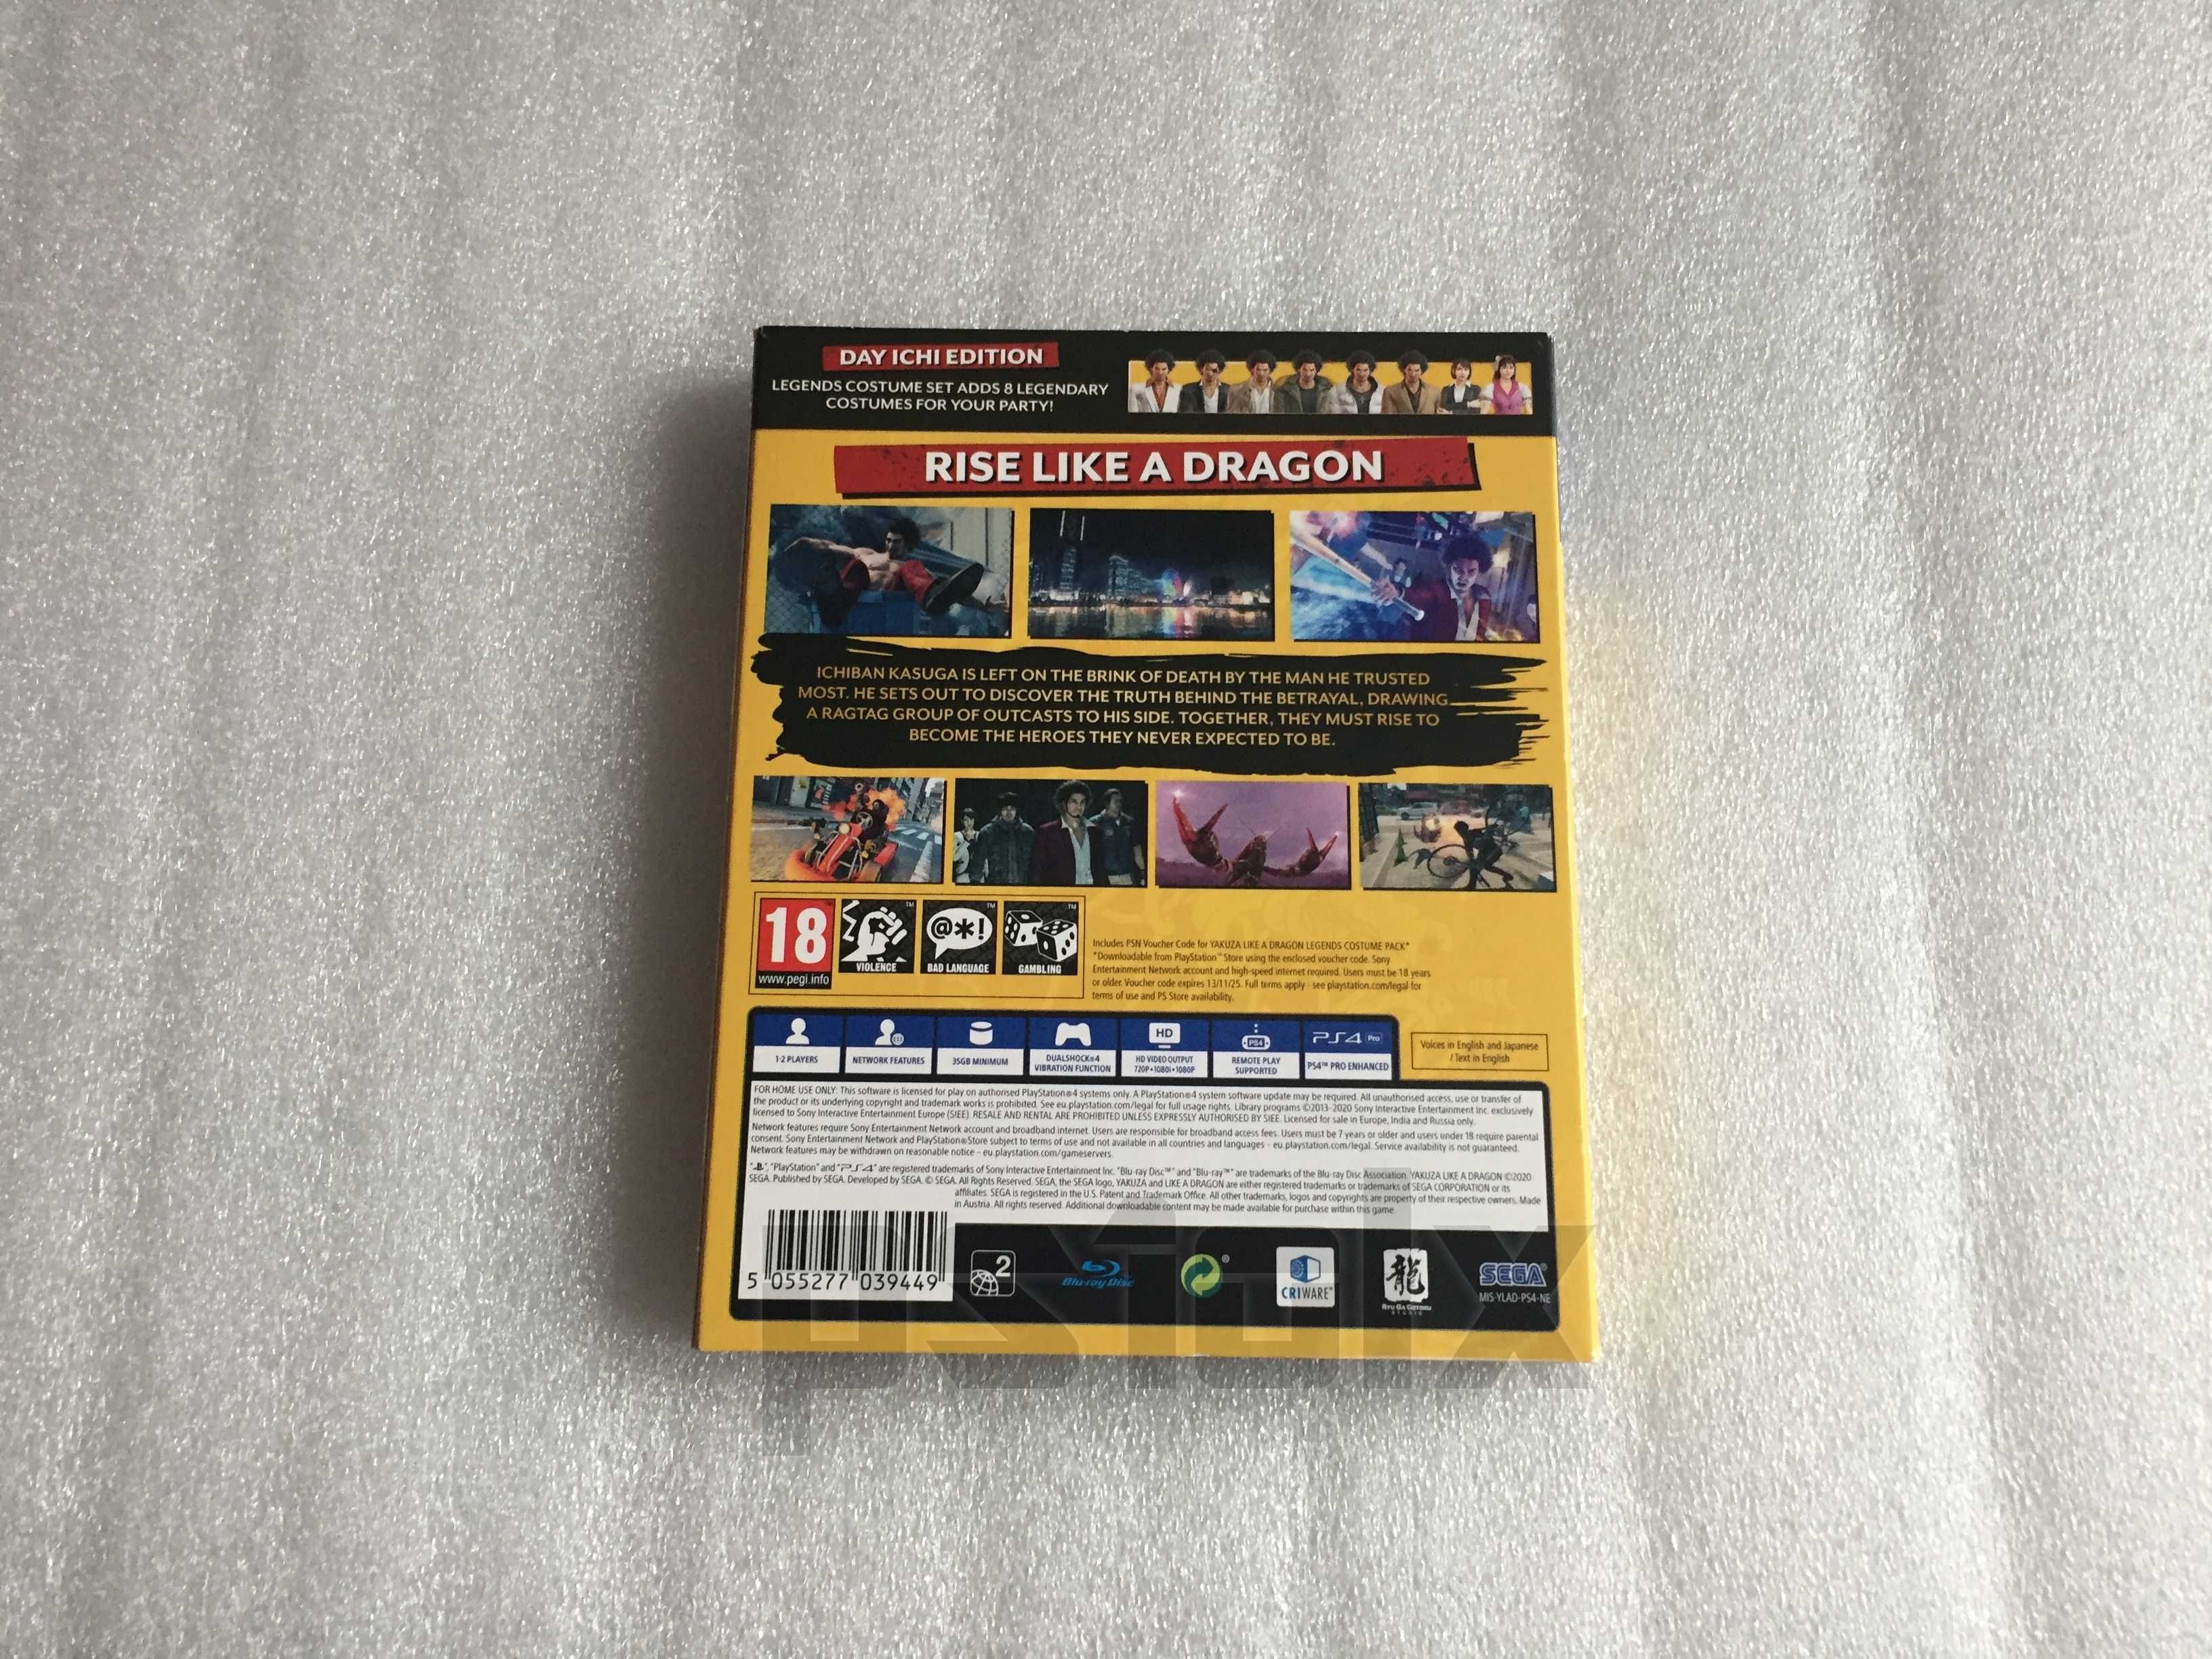 DAY ICHI EDITION
LEGENDS COSTUME SET ADDS 8 LEGENDARY
COSTUMES FOR YOUR PARTY!
RISE LIKE A DRAGON
ICHIBAN KASUGA IS LEFT ON THE BRINK OF DEATH BY THE MAN HE TRUSTED
MOST. HE SETS OUT TO DISCOVER THE TRUTH BEHIND THE BETRAYAL, DRAWING
A RAGTAG GROUP OF OUTCASTS TO HIS SIDE. TOGETHER, THEY MUST RISE TO
BECOME THE HEROES THEY NEVER EXPECTED TO BE.
18
www.pegi.info
VIOLENCE
@*!
BAD LANGUAGE
GAMBLING
Includes PSN Voucher Code for YAKUZA LIKE A DRAGON LEGENDS COSTUME PACK*
*Downloadable from PlayStation™Store using the enclosed voucher code. Sony
Entertainment Network account and high-speed internet required. Users must be 18 years
or older. Voucher code expires 13/11/25. Full terms apply - see playstation.com/legal for
terms of use and PS Store availability.
1-2 PLAYERS
NETWORK FEATURES
35GB MINIMUM
DUALSHOCK®4
VIBRATION FUNCTION
HD
HD VIDEO OUTPUT
720P•1080i•1080P
PS4
REMOTE PLAY
SUPPORTED
PS4 Pro
PS4™ PRO ENHANCED
Voices in English and Japanese
/ Text in English
FOR HOME USE ONLY: This software is licensed for play on authorised PlayStation®4 systems only. A PlayStation®4 system software update may be required. All unauthorised access, use or transfer of
the product or its underlying copyright and trademark works is prohibited. See eu.playstation.com/legal for full usage rights. Library programs ©2013-2020 Sony Interactive Entertainment Inc. exclusively
licensed to Sony Interactive Entertainment Europe (SIEE). RESALE AND RENTAL ARE PROHIBITED UNLESS EXPRESSLY AUTHORISED BY SIEE. Licensed for sale in Europe, India and Russia only.
Network features require Sony Entertainment Network account and broadband internet. Users are responsible for broadband access fees. Users must be 7 years or older and users under 18 require parental
consent. Sony Entertainment Network and PlayStation®Store subject to terms of use and not available in all countries and languages - eu.playstation.com/legal. Service availability is not guaranteed.
Network features may be withdrawn on reasonable notice - eu.playstation.com/gameservers.
"PlayStation" and "PS4" are registered trademarks of Sony Interactive Entertainment Inc. "Blu-ray Disc™" and "Blu-ray™" are trademarks of the Blu-ray Disc Association. YAKUZA LIKE A DRAGON ©2020
SEGA. Published by SEGA. Developed by SEGA. © SEGA. All Rights Reserved. SEGA, the SEGA logo, YAKUZA and LIKE A DRAGON are either registered trademarks or trademarks of SEGA CORPORATION or its
affiliates. SEGA is registered in the U.S. Patent and Trademark Office. All other trademarks, logos and copyrights are property of their respective owners. Made
in Austria. All rights reserved. Additional downloadable content may be made available for purchase within this game.
5 055277 039449
2
Blu-ray Disc
CRIWARE™
龍
RYU GA GOTOKU
STUDIO
SEGA®
MIS-YLAD-PS4-NE